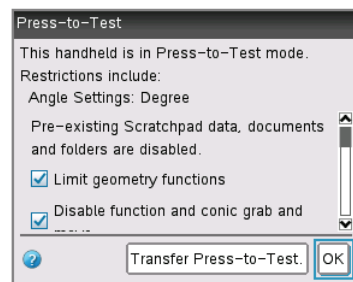 Press-to-Test
This handheld is in Press-to-Test mode.
Restrictions include:
Angle Settings: Degree
Pre-existing Scratchpad data, documents
and folders are disabled.
Limit geometry functions
Disable function and conic grab and
Transfer Press-to-Test.
OK